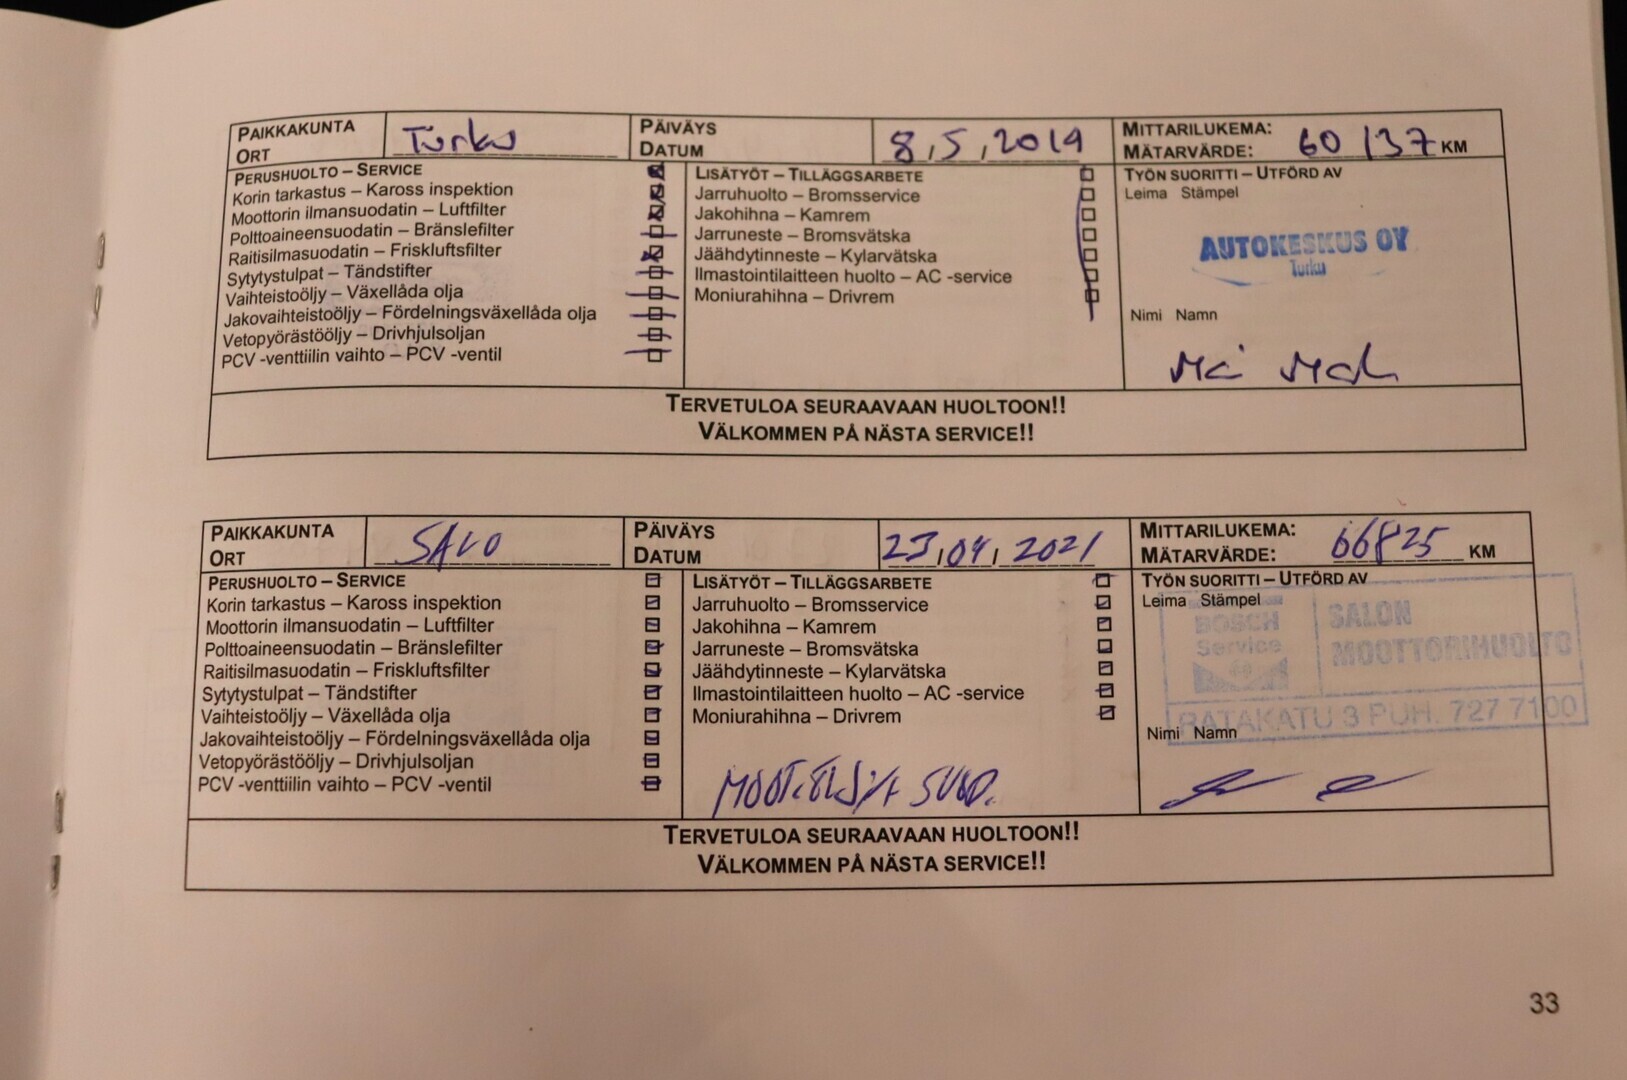 PAIKKAKUNTA
ORT
Turku
PÄIVÄYS
DATUM
8,5,2019
MITTARILUKEMA:
MÄTARVÄRDE:
60 137 KM
PERUSHUOLTO – SERVICE
Korin tarkastus – Kaross inspektion
Moottorin ilmansuodatin – Luftfilter
Polttoaineensuodatin – Bränslefilter
Raitisilmasuodatin – Friskluftsfilter
Sytytystulpat – Tändstifter
Vaihteistoöljy – Växellåda olja
Jakovaihteistoöljy – Fördelningsväxellåda olja
Vetopyörästööljy – Drivhjulsoljan
PCV -venttiilin vaihto – PCV -ventil
LISÄTYÖT – TILLÄGGSARBETE
Jarruhuolto – Bromsservice
Jakohihna – Kamrem
Jarruneste – Bromsvätska
Jäähdytinneste – Kylarvätska
Ilmastointilaitteen huolto – AC -service
Moniurahihna – Drivrem
TYÖN SUORITTI – UTFÖRD AV
Leima Stämpel
AUTOKESKUS OY
Turku
Nimi Namn
TERVETULOA SEURAAVAAN HUOLTOON!!
VÄLKOMMEN PÅ NÄSTA SERVICE!!
PAIKKAKUNTA
ORT
SALO
PÄIVÄYS
DATUM
23,04,2021
MITTARILUKEMA:
MÄTARVÄRDE:
66825 KM
PERUSHUOLTO – SERVICE
Korin tarkastus – Kaross inspektion
Moottorin ilmansuodatin – Luftfilter
Polttoaineensuodatin – Bränslefilter
Raitisilmasuodatin – Friskluftsfilter
Sytytystulpat – Tändstifter
Vaihteistoöljy – Växellåda olja
Jakovaihteistoöljy – Fördelningsväxellåda olja
Vetopyörästööljy – Drivhjulsoljan
PCV -venttiilin vaihto – PCV -ventil
LISÄTYÖT – TILLÄGGSARBETE
Jarruhuolto – Bromsservice
Jakohihna – Kamrem
Jarruneste – Bromsvätska
Jäähdytinneste – Kylarvätska
Ilmastointilaitteen huolto – AC -service
Moniurahihna – Drivrem
MOOT.ÖLJY+ SUOD.
TYÖN SUORITTI – UTFÖRD AV
Leima Stämpel
BOSCH
Service
SALON
MOOTTORIHUOLTO
RATAKATU 3 PUH. 727 7100
Nimi Namn
TERVETULOA SEURAAVAAN HUOLTOON!!
VÄLKOMMEN PÅ NÄSTA SERVICE!!
33